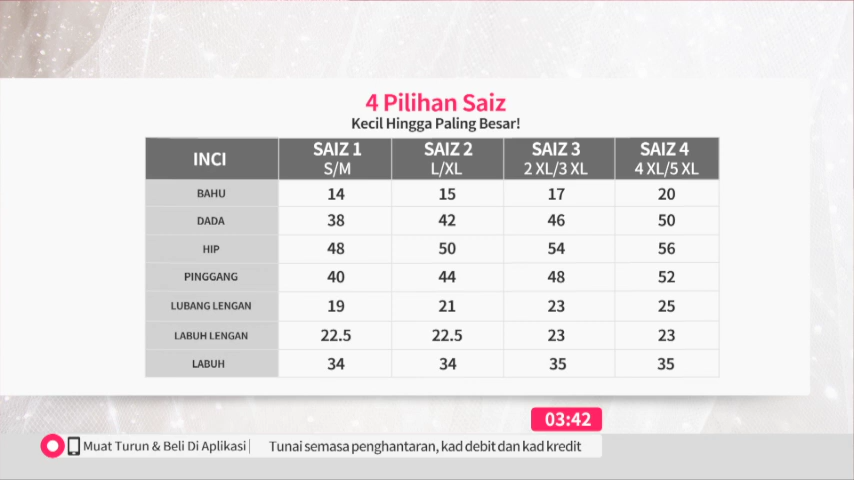 4 Pilihan Saiz
Kecil Hingga Paling Besar!
INCI SAIZ 1 S/M SAIZ 2 L/XL SAIZ 3 2 XL/3 XL SAIZ 4 4 XL/5 XL
BAHU 14 15 17 20
DADA 38 42 46 50
HIP 48 50 54 56
PINGGANG 40 44 48 52
LUBANG LENGAN 19 21 23 25
LABUH LENGAN 22.5 22.5 23 23
LABUH 34 34 35 35
03:42
Muat Turun & Beli Di Aplikasi | Tunai semasa penghantaran, kad debit dan kad kredit